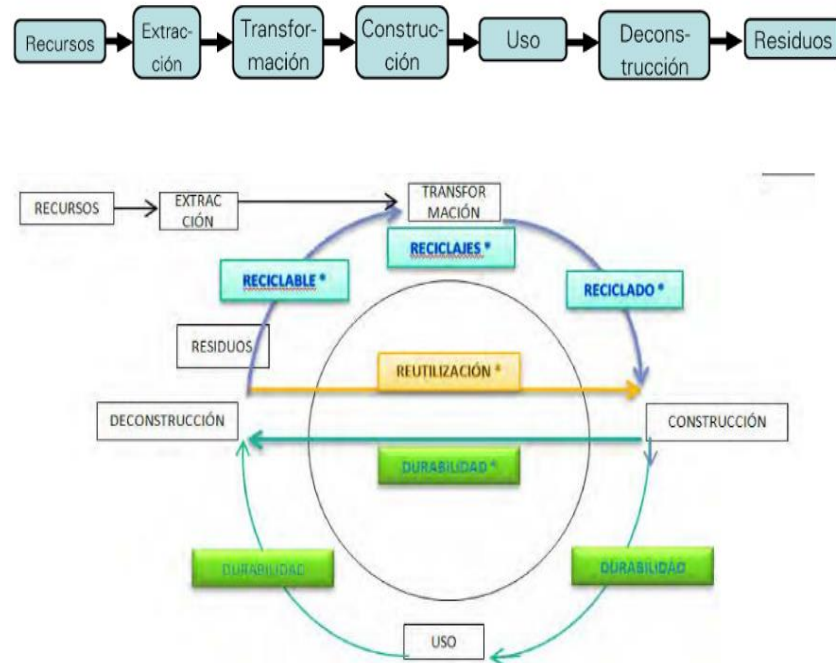 Recursos
Extrac-
ción
Transfor-
mación
Construc-
ción
Uso
Decons-
trucción
Residuos
RECURSOS
EXTRAC
CIÓN
TRANSFOR
MACIÓN
RECICLAJES *
RECICLABLE *
RECICLADO *
RESIDUOS
REUTILIZACIÓN *
DECONSTRUCCIÓN
CONSTRUCCIÓN
DURABILIDAD *
DURABILIDAD
DURABILIDAD
USO